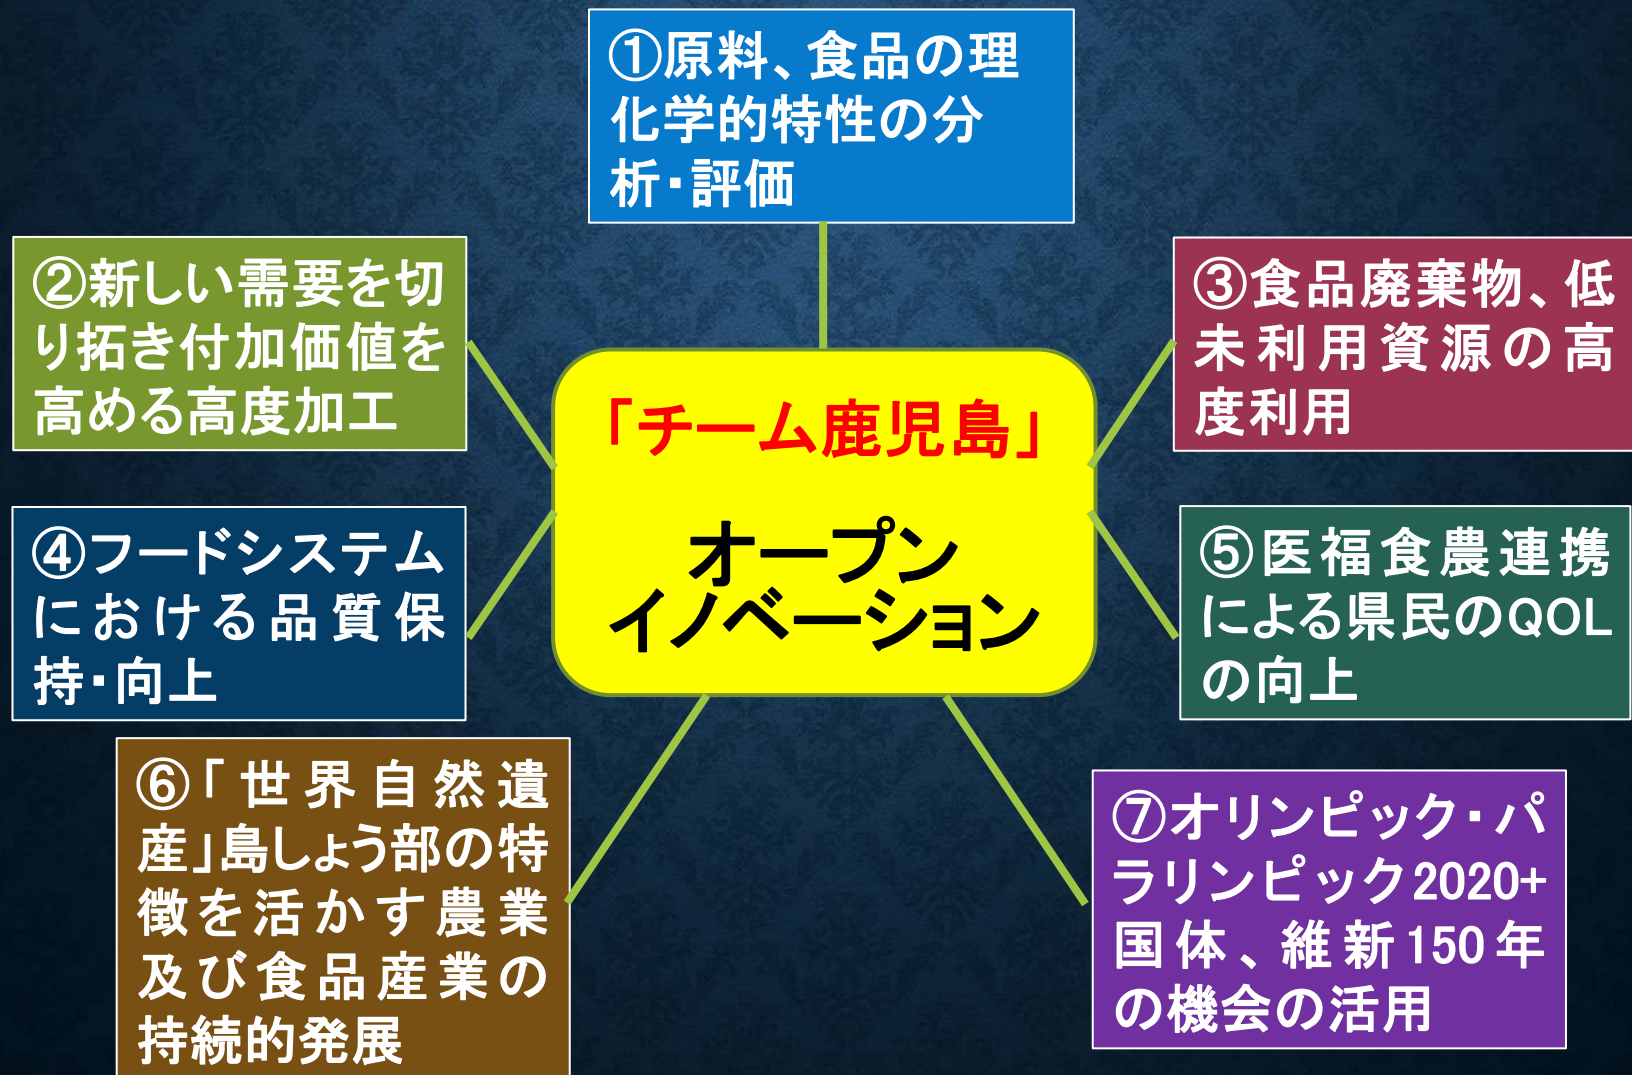 ①原料、食品の理
化学的特性の分
析・評価
②新しい需要を切
り拓き付加価値を
高める高度加工
③食品廃棄物、低
未利用資源の高
度利用
「チーム鹿児島」
オープン
イノベーション
④フードシステム
における品質保
持・向上
⑤医福食農連携
による県民のQOL
の向上
⑥「世界自然遺
産」島しょう部の特
徴を活かす農業
及び食品産業の
持続的発展
⑦オリンピック・パ
ラリンピック2020+
国体、維新150年
の機会の活用